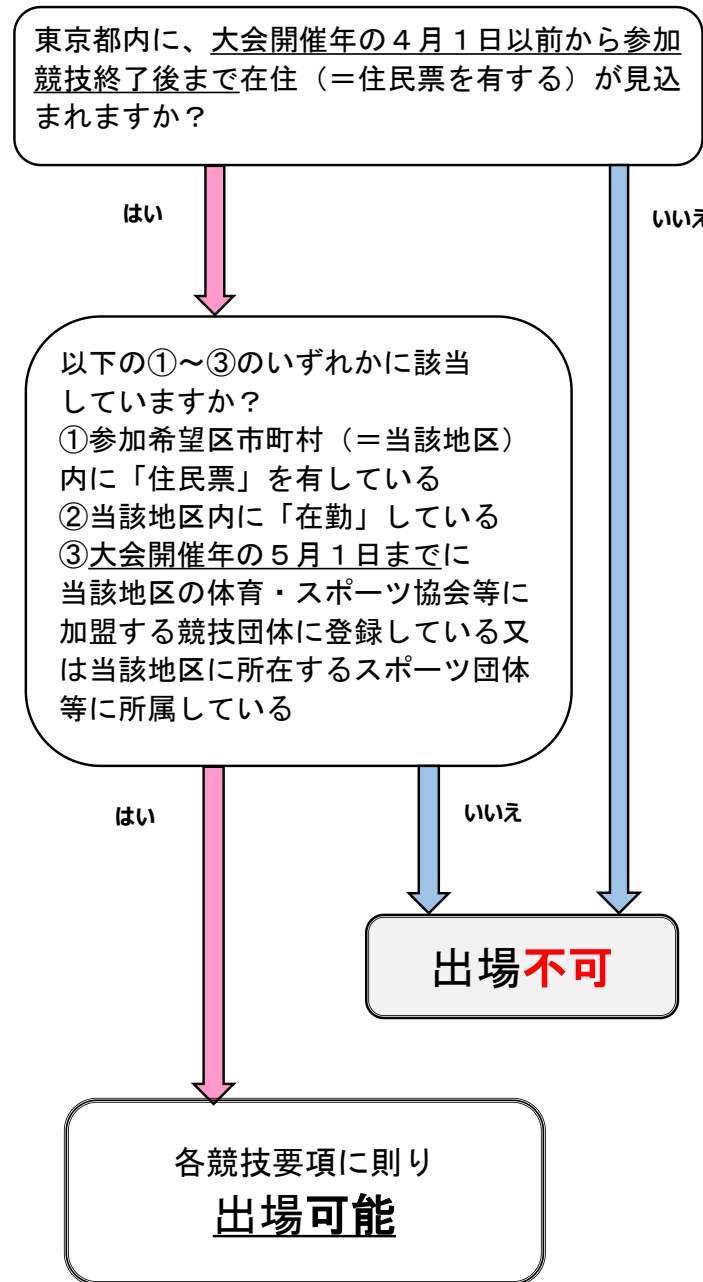 東京都内に、大会開催年の４月１日以前から参加
競技終了後まで在住（＝住民票を有する）が見込
まれますか？
はい
いいえ
以下の①～③のいずれかに該当
していますか？
①参加希望区市町村（＝当該地区）
内に「住民票」を有している
②当該地区内に「在勤」している
③大会開催年の５月１日までに
当該地区の体育・スポーツ協会等に
加盟する競技団体に登録している又
は当該地区に所在するスポーツ団体
等に所属している
はい
いいえ
出場不可
各競技要項に則り
出場可能